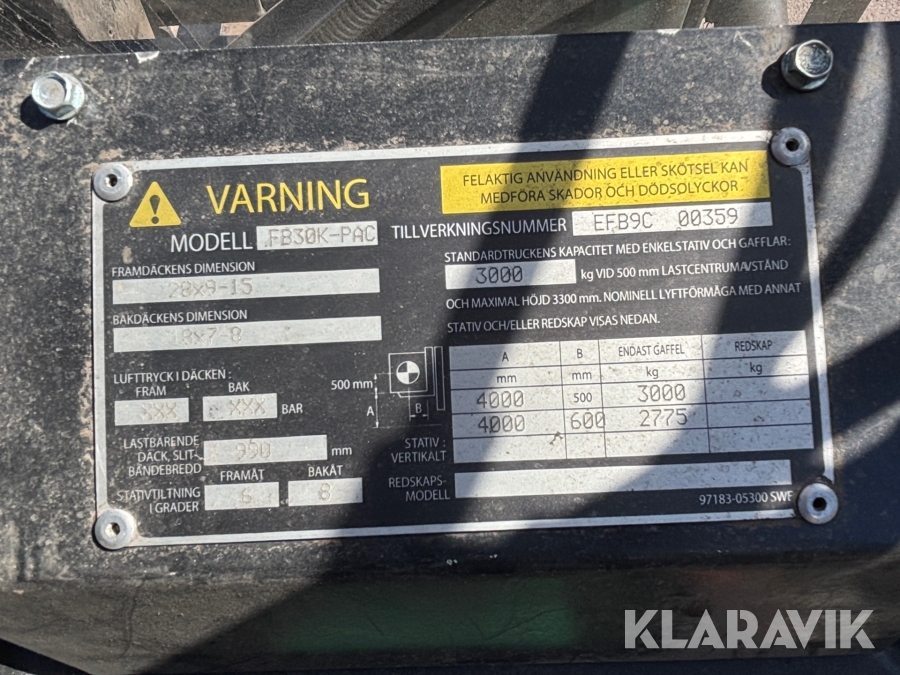 VARNING
FELAKTIG ANVÄNDNING ELLER SKÖTSEL KAN
MEDFÖRA SKADOR OCH DÖDSOLYCKOR
MODELL FB30K-PAC TILLVERKNINGSNUMMER EFB9C 00359
FRAMDÄCKENS DIMENSION
28x9-15
BAKDÄCKENS DIMENSION
18x7-8
LUFTTRYCK I DÄCKEN :
FRAM BAK
XXX XXX BAR
LASTBÄRENDE
DÄCK, SLIT-
BANDEBREDD 990 mm
FRAMÅT BAKÅT
STATIVTILTNING
I GRADER 6 8
STANDARDTRUCKENS KAPACITET MED ENKELSTATIV OCH GAFFLAR:
3000 kg VID 500 mm LASTCENTRUMAVSTÅND
OCH MAXIMAL HÖJD 3300 mm. NOMINELL LYFTFÖRMÅGA MED ANNAT
STATIV OCH/ELLER REDSKAP VISAS NEDAN.
500 mm
A
B
A B ENDAST GAFFEL REDSKAP
mm mm kg kg
4000 500 3000
4000 600 2775
STATIV :
VERTIKALT
REDSKAPS-
MODELL
97183-05300 SWE
KLARAVIK